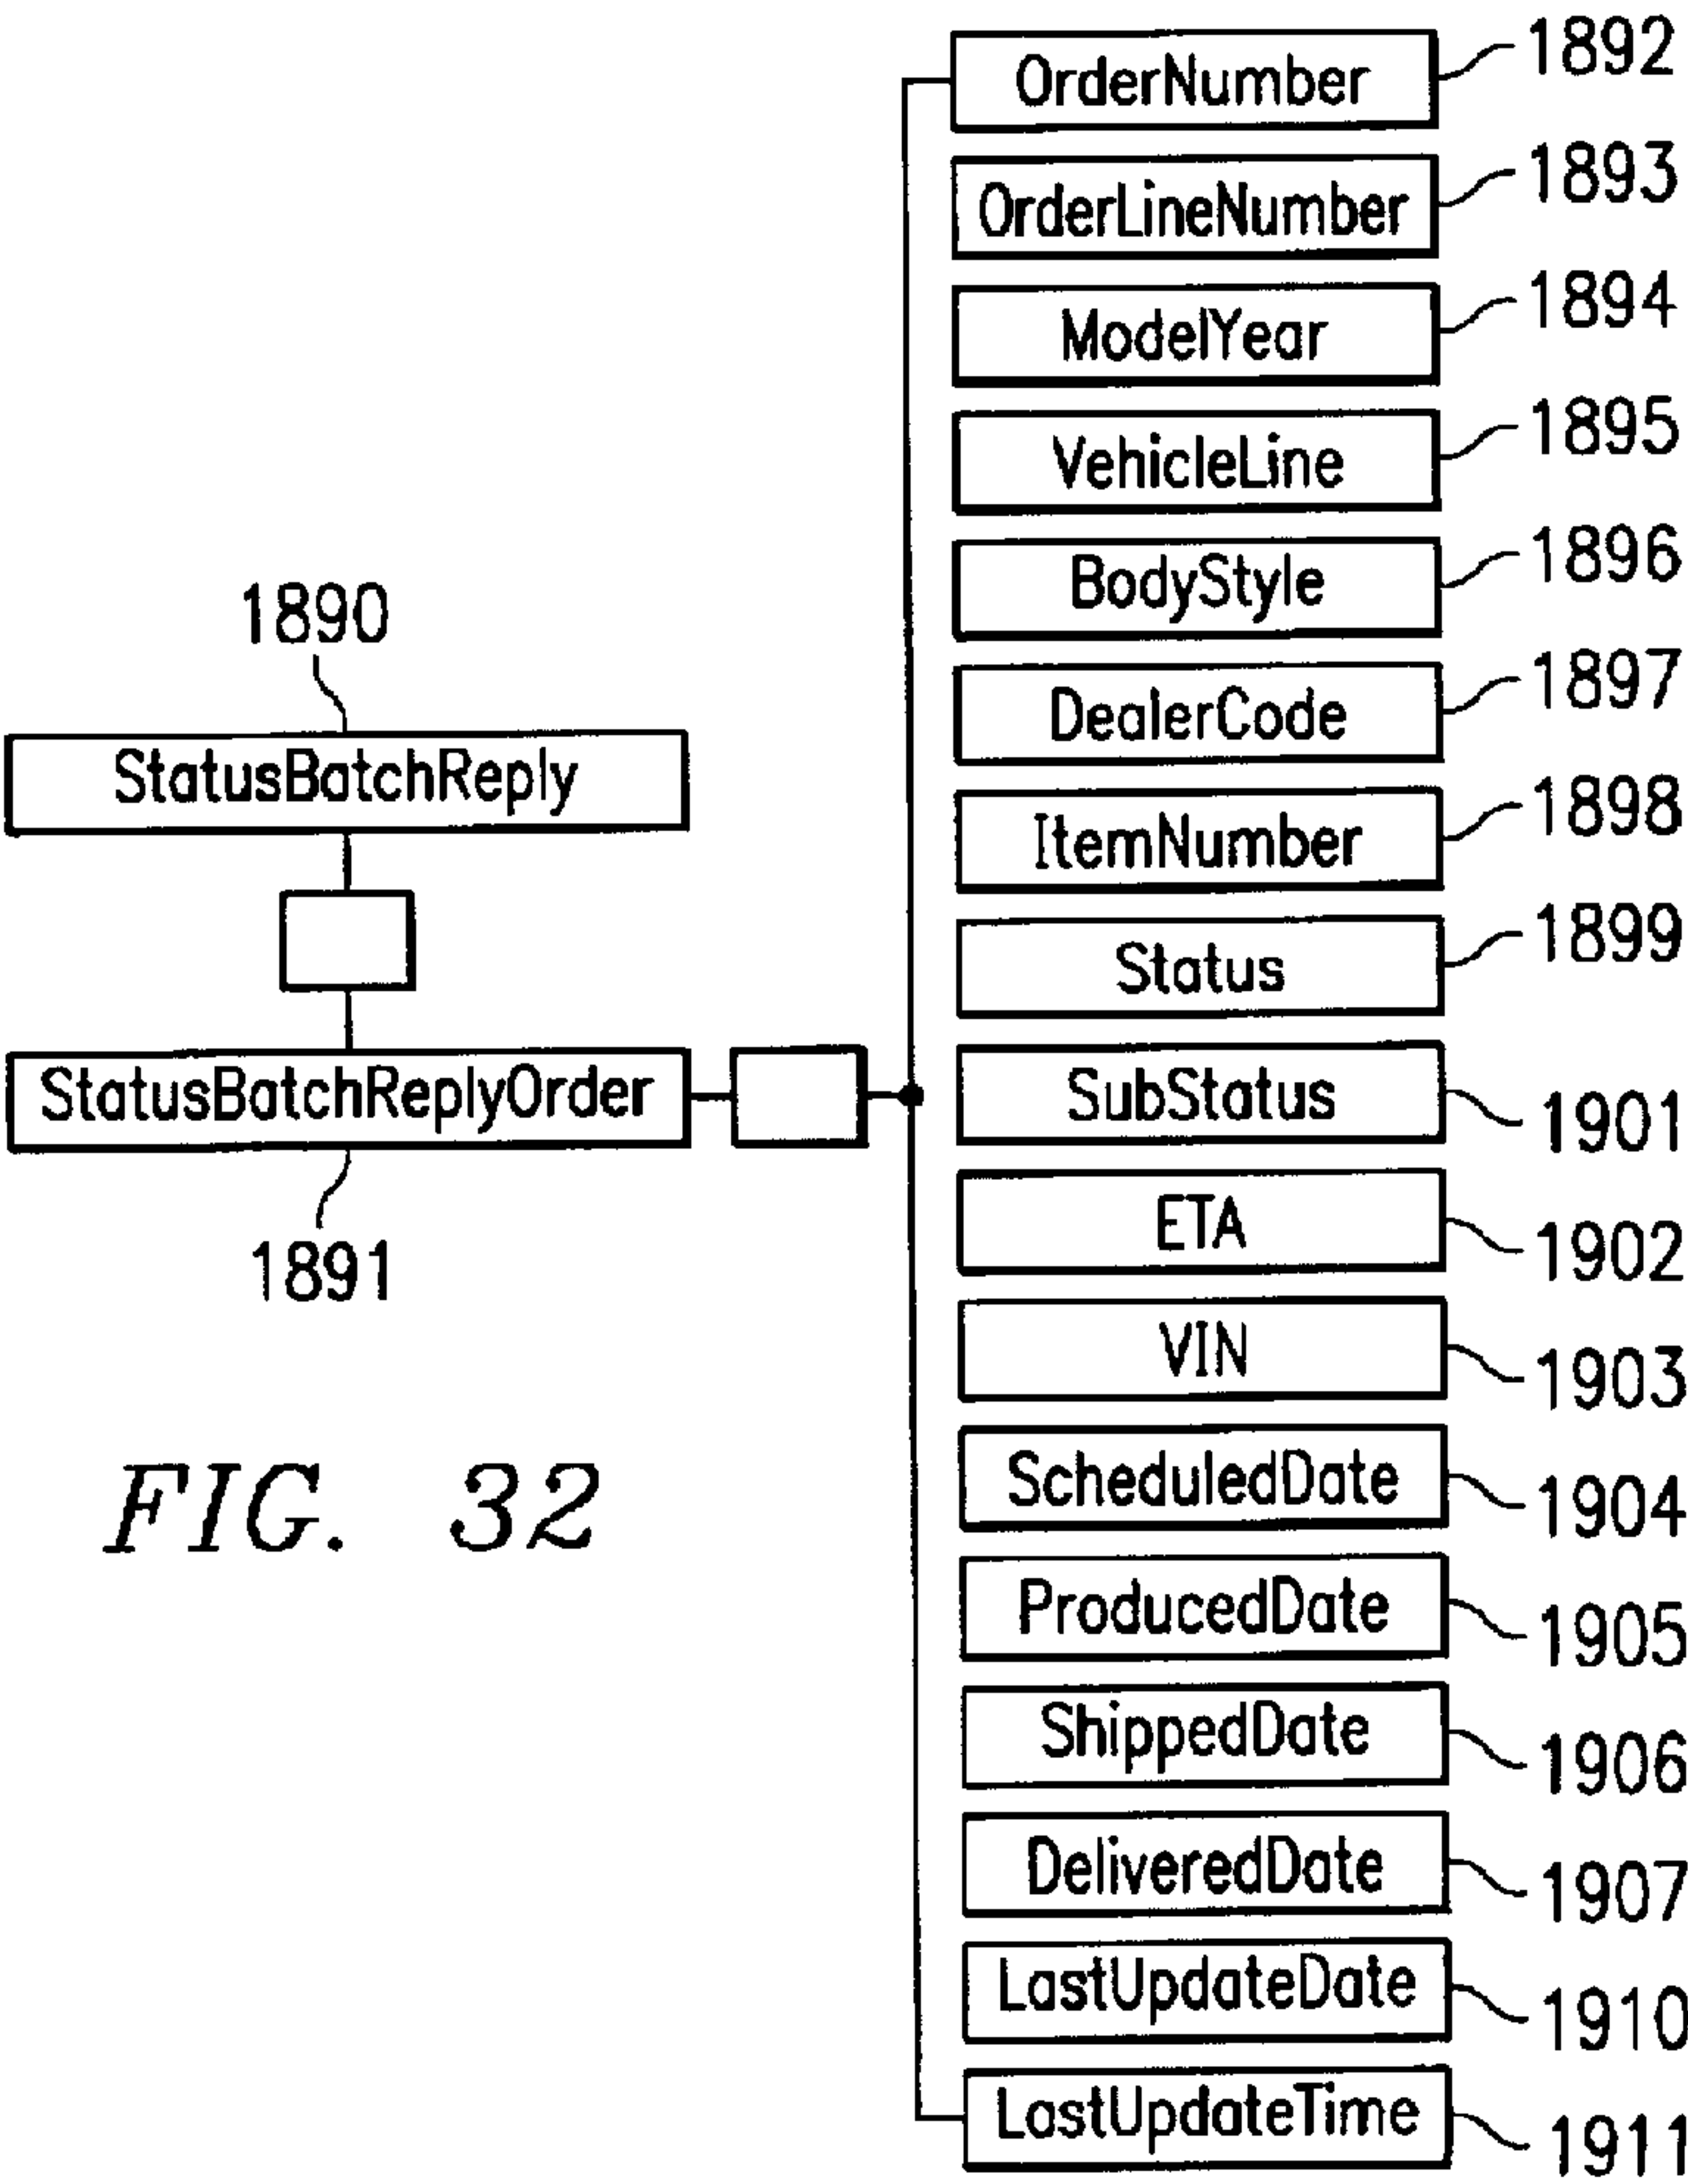 1890
StatusBatchReply
StatusBatchReplyOrder
1891
FIG. 32
OrderNumber 1892
OrderLineNumber 1893
ModelYear 1894
VehicleLine 1895
BodyStyle 1896
DealerCode 1897
ItemNumber 1898
Status 1899
SubStatus 1901
ETA 1902
VIN 1903
ScheduledDate 1904
ProducedDate 1905
ShippedDate 1906
DeliveredDate 1907
LastUpdateDate 1910
LastUpdateTime 1911